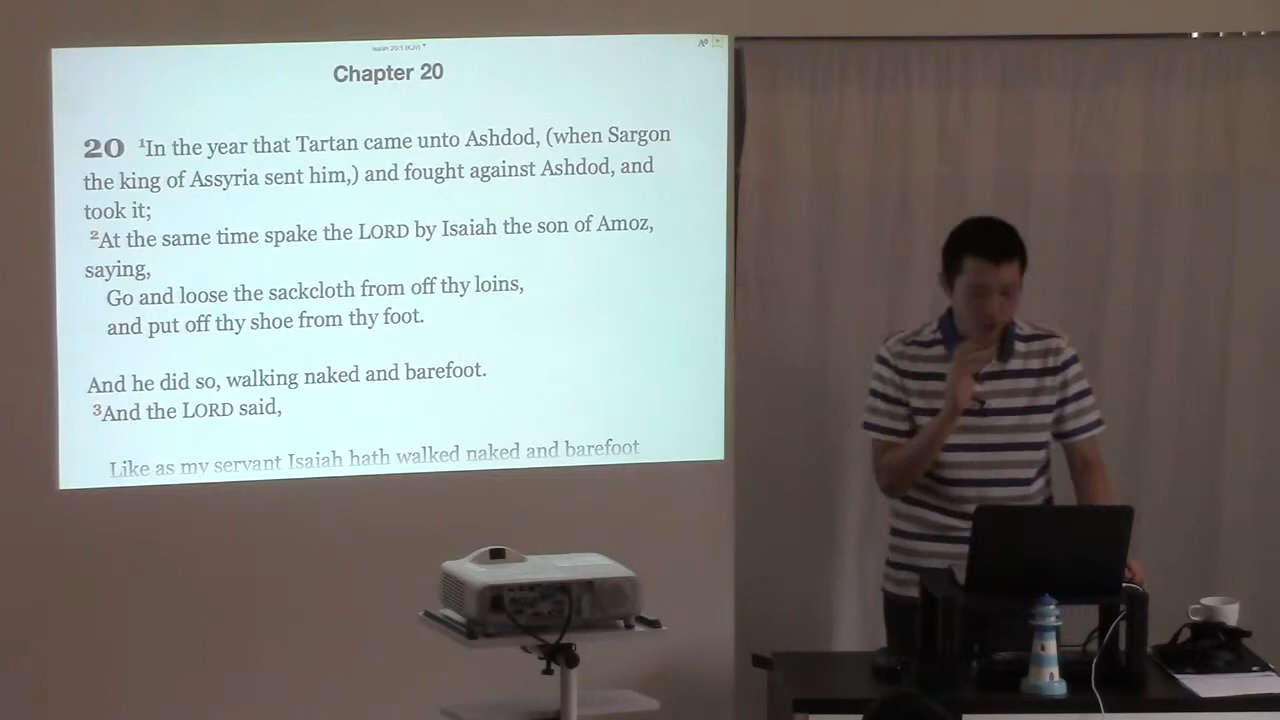 Isaiah 20:1 (KJV)
Chapter 20
20 1In the year that Tartan came unto Ashdod, (when Sargon
the king of Assyria sent him,) and fought against Ashdod, and
took it;
2At the same time spake the LORD by Isaiah the son of Amoz,
saying,
Go and loose the sackcloth from off thy loins,
and put off thy shoe from thy foot.
And he did so, walking naked and barefoot.
3And the LORD said,
Like as my servant Isaiah hath walked naked and barefoot